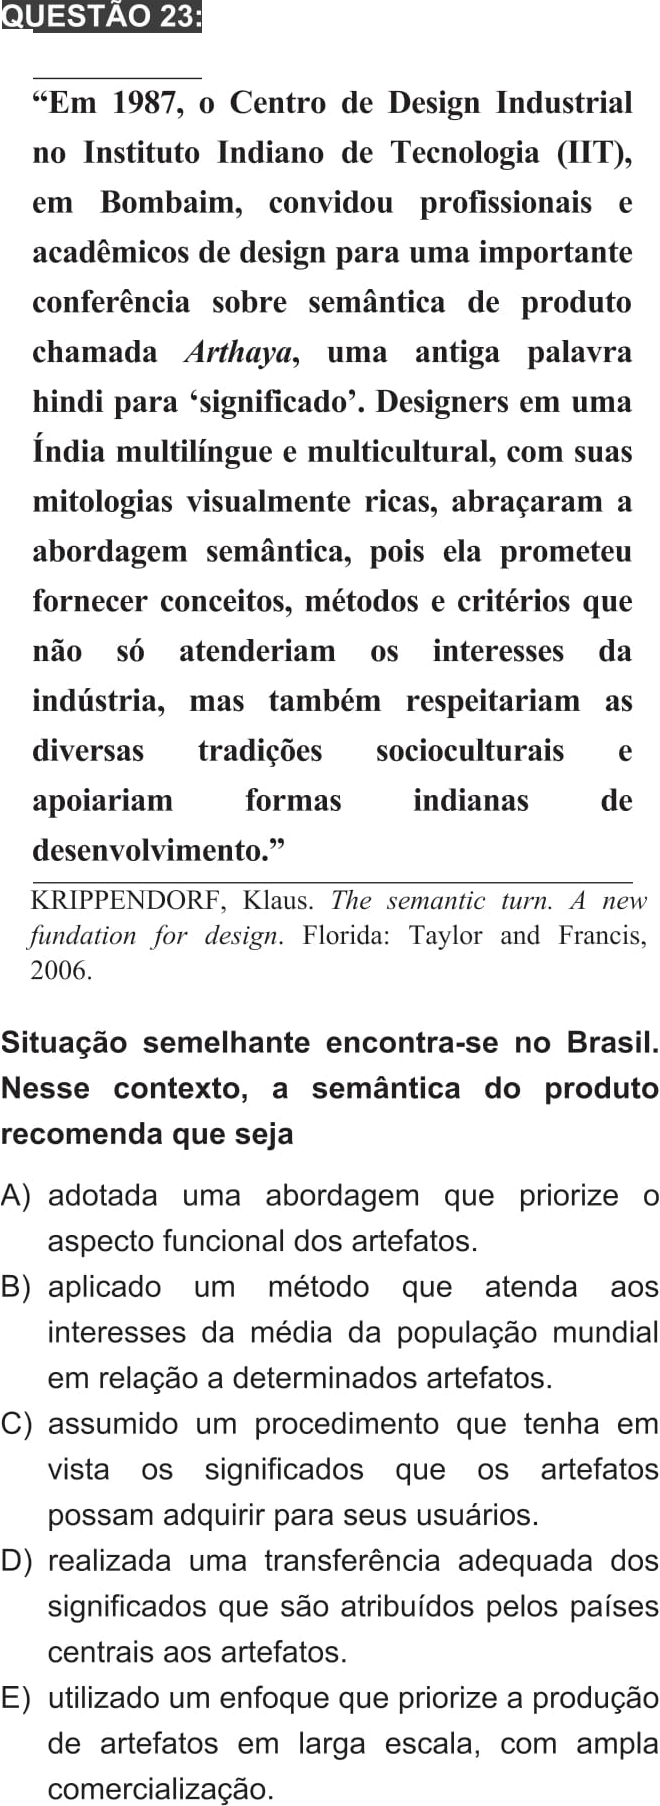 QUESTÃO 23:
“Em 1987, o Centro de Design Industrial
no Instituto Indiano de Tecnologia (IIT),
em Bombaim, convidou profissionais e
acadêmicos de design para uma importante
conferência sobre semântica de produto
chamada Arthaya, uma antiga palavra
hindi para ‘significado’. Designers em uma
Índia multilíngue e multicultural, com suas
mitologias visualmente ricas, abraçaram a
abordagem semântica, pois ela prometeu
fornecer conceitos, métodos e critérios que
não só atenderiam os interesses da
indústria, mas também respeitariam as
diversas tradições socioculturais e
apoiariam formas indianas de
desenvolvimento.”
KRIPPENDORF, Klaus. The semantic turn. A new
fundation for design. Florida: Taylor and Francis,
2006.
Situação semelhante encontra-se no Brasil.
Nesse contexto, a semântica do produto
recomenda que seja
A) adotada uma abordagem que priorize o
aspecto funcional dos artefatos.
B) aplicado um método que atenda aos
interesses da média da população mundial
em relação a determinados artefatos.
C) assumido um procedimento que tenha em
vista os significados que os artefatos
possam adquirir para seus usuários.
D) realizada uma transferência adequada dos
significados que são atribuídos pelos países
centrais aos artefatos.
E) utilizado um enfoque que priorize a produção
de artefatos em larga escala, com ampla
comercialização.